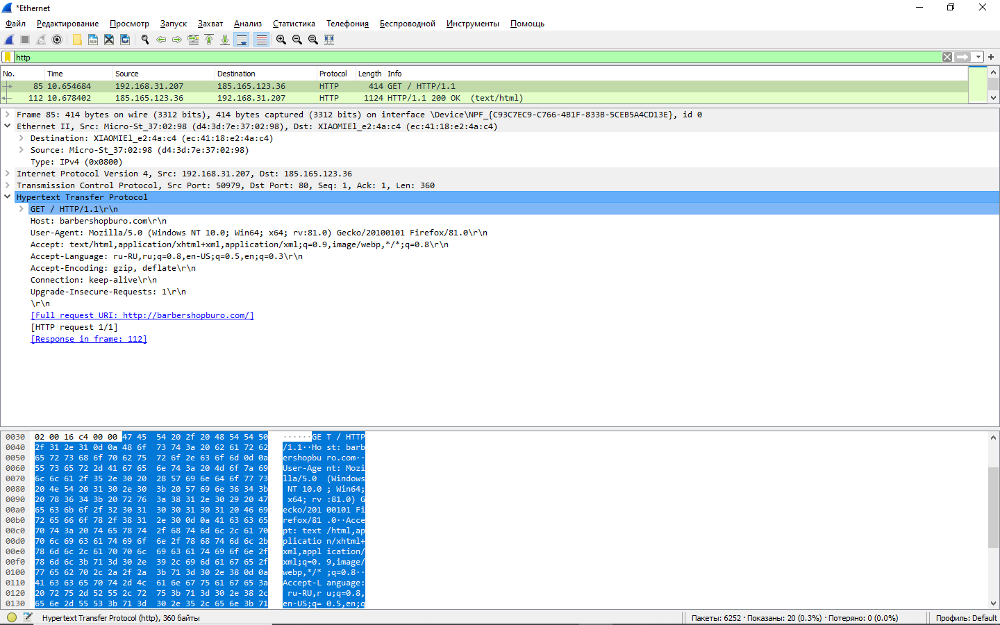 *Ethernet
Файл Редактирование Просмотр Запуск Захват Анализ Статистика Телефония Беспроводной Инструменты Помощь
http
No. Time Source Destination Protocol Length Info
85 10.654684 192.168.31.207 185.165.123.36 HTTP 414 GET / HTTP/1.1
112 10.678402 185.165.123.36 192.168.31.207 HTTP 1124 HTTP/1.1 200 OK (text/html)
Frame 85: 414 bytes on wire (3312 bits), 414 bytes captured (3312 bits) on interface \Device\NPF_{C93C7EC9-C766-4B1F-833B-5CEB5A4CD13E}, id 0
Ethernet II, Src: Micro-St_37:02:98 (d4:3d:7e:37:02:98), Dst: XIAOMIEl_e2:4a:c4 (ec:41:18:e2:4a:c4)
Destination: XIAOMIEl_e2:4a:c4 (ec:41:18:e2:4a:c4)
Source: Micro-St_37:02:98 (d4:3d:7e:37:02:98)
Type: IPv4 (0x0800)
Internet Protocol Version 4, Src: 192.168.31.207, Dst: 185.165.123.36
Transmission Control Protocol, Src Port: 50979, Dst Port: 80, Seq: 1, Ack: 1, Len: 360
Hypertext Transfer Protocol
GET / HTTP/1.1\r\n
Host: barbershopburo.com\r\n
User-Agent: Mozilla/5.0 (Windows NT 10.0; Win64; x64; rv:81.0) Gecko/20100101 Firefox/81.0\r\n
Accept: text/html,application/xhtml+xml,application/xml;q=0.9,image/webp,*/*;q=0.8\r\n
Accept-Language: ru-RU,ru;q=0.8,en-US;q=0.5,en;q=0.3\r\n
Accept-Encoding: gzip, deflate\r\n
Connection: keep-alive\r\n
Upgrade-Insecure-Requests: 1\r\n
\r\n
[Full request URI: http://barbershopburo.com/]
[HTTP request 1/1]
[Response in frame: 112]
0030 02 00 16 c4 00 00 47 45 54 20 2f 20 48 54 54 50 ······GE T / HTTP
0040 2f 31 2e 31 0d 0a 48 6f 73 74 3a 20 62 61 72 62 /1.1··Ho st: barb
0050 65 72 73 68 6f 70 62 75 72 6f 2e 63 6f 6d 0d 0a ershopbu ro.com··
0060 55 73 65 72 2d 41 67 65 6e 74 3a 20 4d 6f 7a 69 User-Age nt: Mozi
0070 6c 6c 61 2f 35 2e 30 20 28 57 69 6e 64 6f 77 73 lla/5.0 (Windows
0080 20 4e 54 20 31 30 2e 30 3b 20 57 69 6e 36 34 3b NT 10.0 ; Win64;
0090 20 78 36 34 3b 20 72 76 3a 38 31 2e 30 29 20 47 x64; rv :81.0) G
00a0 65 63 6b 6f 2f 32 30 31 30 30 31 30 31 20 46 69 ecko/201 00101 Fi
00b0 72 65 66 6f 78 2f 38 31 2e 30 0d 0a 41 63 63 65 refox/81 .0··Acce
00c0 70 74 3a 20 74 65 78 74 2f 68 74 6d 6c 2c 61 70 pt: text /html,ap
00d0 70 6c 69 63 61 74 69 6f 6e 2f 78 68 74 6d 6c 2b plicatio n/xhtml+
00e0 78 6d 6c 2c 61 70 70 6c 69 63 61 74 69 6f 6e 2f xml,appl ication/
00f0 78 6d 6c 3b 71 3d 30 2e 39 2c 69 6d 61 67 65 2f xml;q=0. 9,image/
0100 77 65 62 70 2c 2a 2f 2a 3b 71 3d 30 2e 38 0d 0a webp,*/* ;q=0.8··
0110 41 63 63 65 70 74 2d 4c 61 6e 67 75 61 67 65 3a Accept-L anguage:
0120 20 72 75 2d 52 55 2c 72 75 3b 71 3d 30 2e 38 2c ru-RU,r u;q=0.8,
0130 65 6e 2d 55 53 3b 71 3d 30 2e 35 2c 65 6e 3b 71 en-US;q= 0.5,en;q
Hypertext Transfer Protocol (http), 360 байты Пакеты: 6252 · Показаны: 20 (0.3%) · Потеряно: 0 (0.0%) Профиль: Default